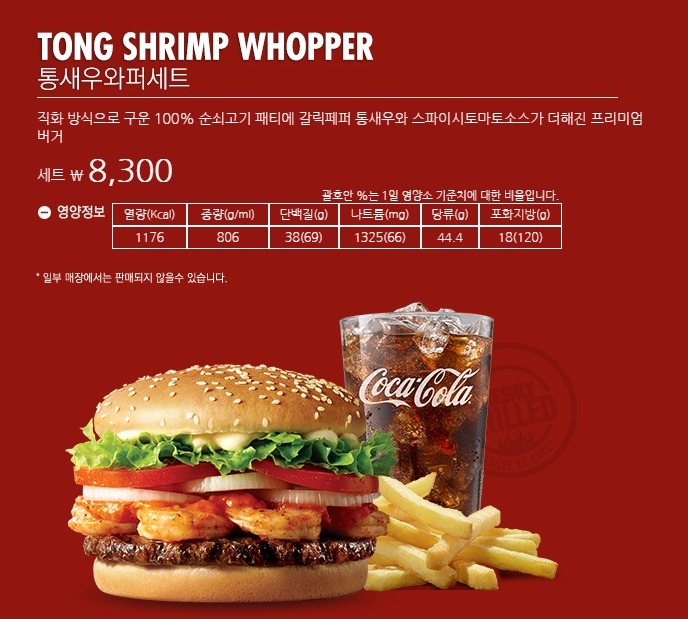 TONG SHRIMP WHOPPER
통새우와퍼세트
직화 방식으로 구운 100% 순쇠고기 패티에 갈릭페퍼 통새우와 스파이시토마토소스가 더해진 프리미엄
버거
세트 ₩ 8,300
괄호안 %는 1일 영양소 기준치에 대한 비율입니다.
영양정보 열량(Kcal) 중량(g/ml) 단백질(g) 나트륨(mg) 당류(g) 포화지방(g)
1176 806 38(69) 1325(66) 44.4 18(120)
* 일부 매장에서는 판매되지 않을수 있습니다.
Coca-Cola